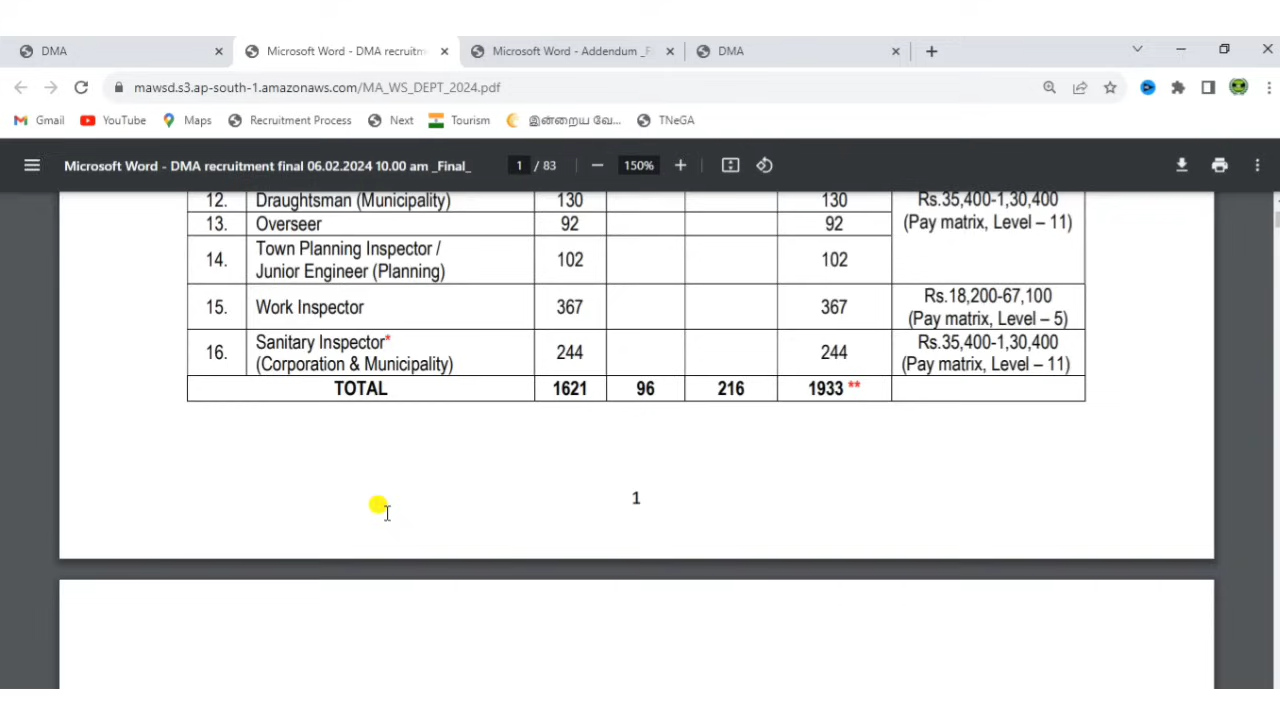 DMA
Microsoft Word - DMA recruitm
Microsoft Word - Addendum _F
DMA
mawsd.s3.ap-south-1.amazonaws.com/MA_WS_DEPT_2024.pdf
Gmail YouTube Maps Recruitment Process Next Tourism இன்றைய வே... TNeGA
Microsoft Word - DMA recruitment final 06.02.2024 10.00 am _Final_ 1 / 83 150%
12. Draughtsman (Municipality) 130 130 Rs.35,400-1,30,400
(Pay matrix, Level – 11)
13. Overseer 92 92
14. Town Planning Inspector /
Junior Engineer (Planning) 102 102
15. Work Inspector 367 367 Rs.18,200-67,100
(Pay matrix, Level – 5)
16. Sanitary Inspector* 244 244 Rs.35,400-1,30,400
(Corporation & Municipality) (Pay matrix, Level – 11)
TOTAL 1621 96 216 1933 **
1